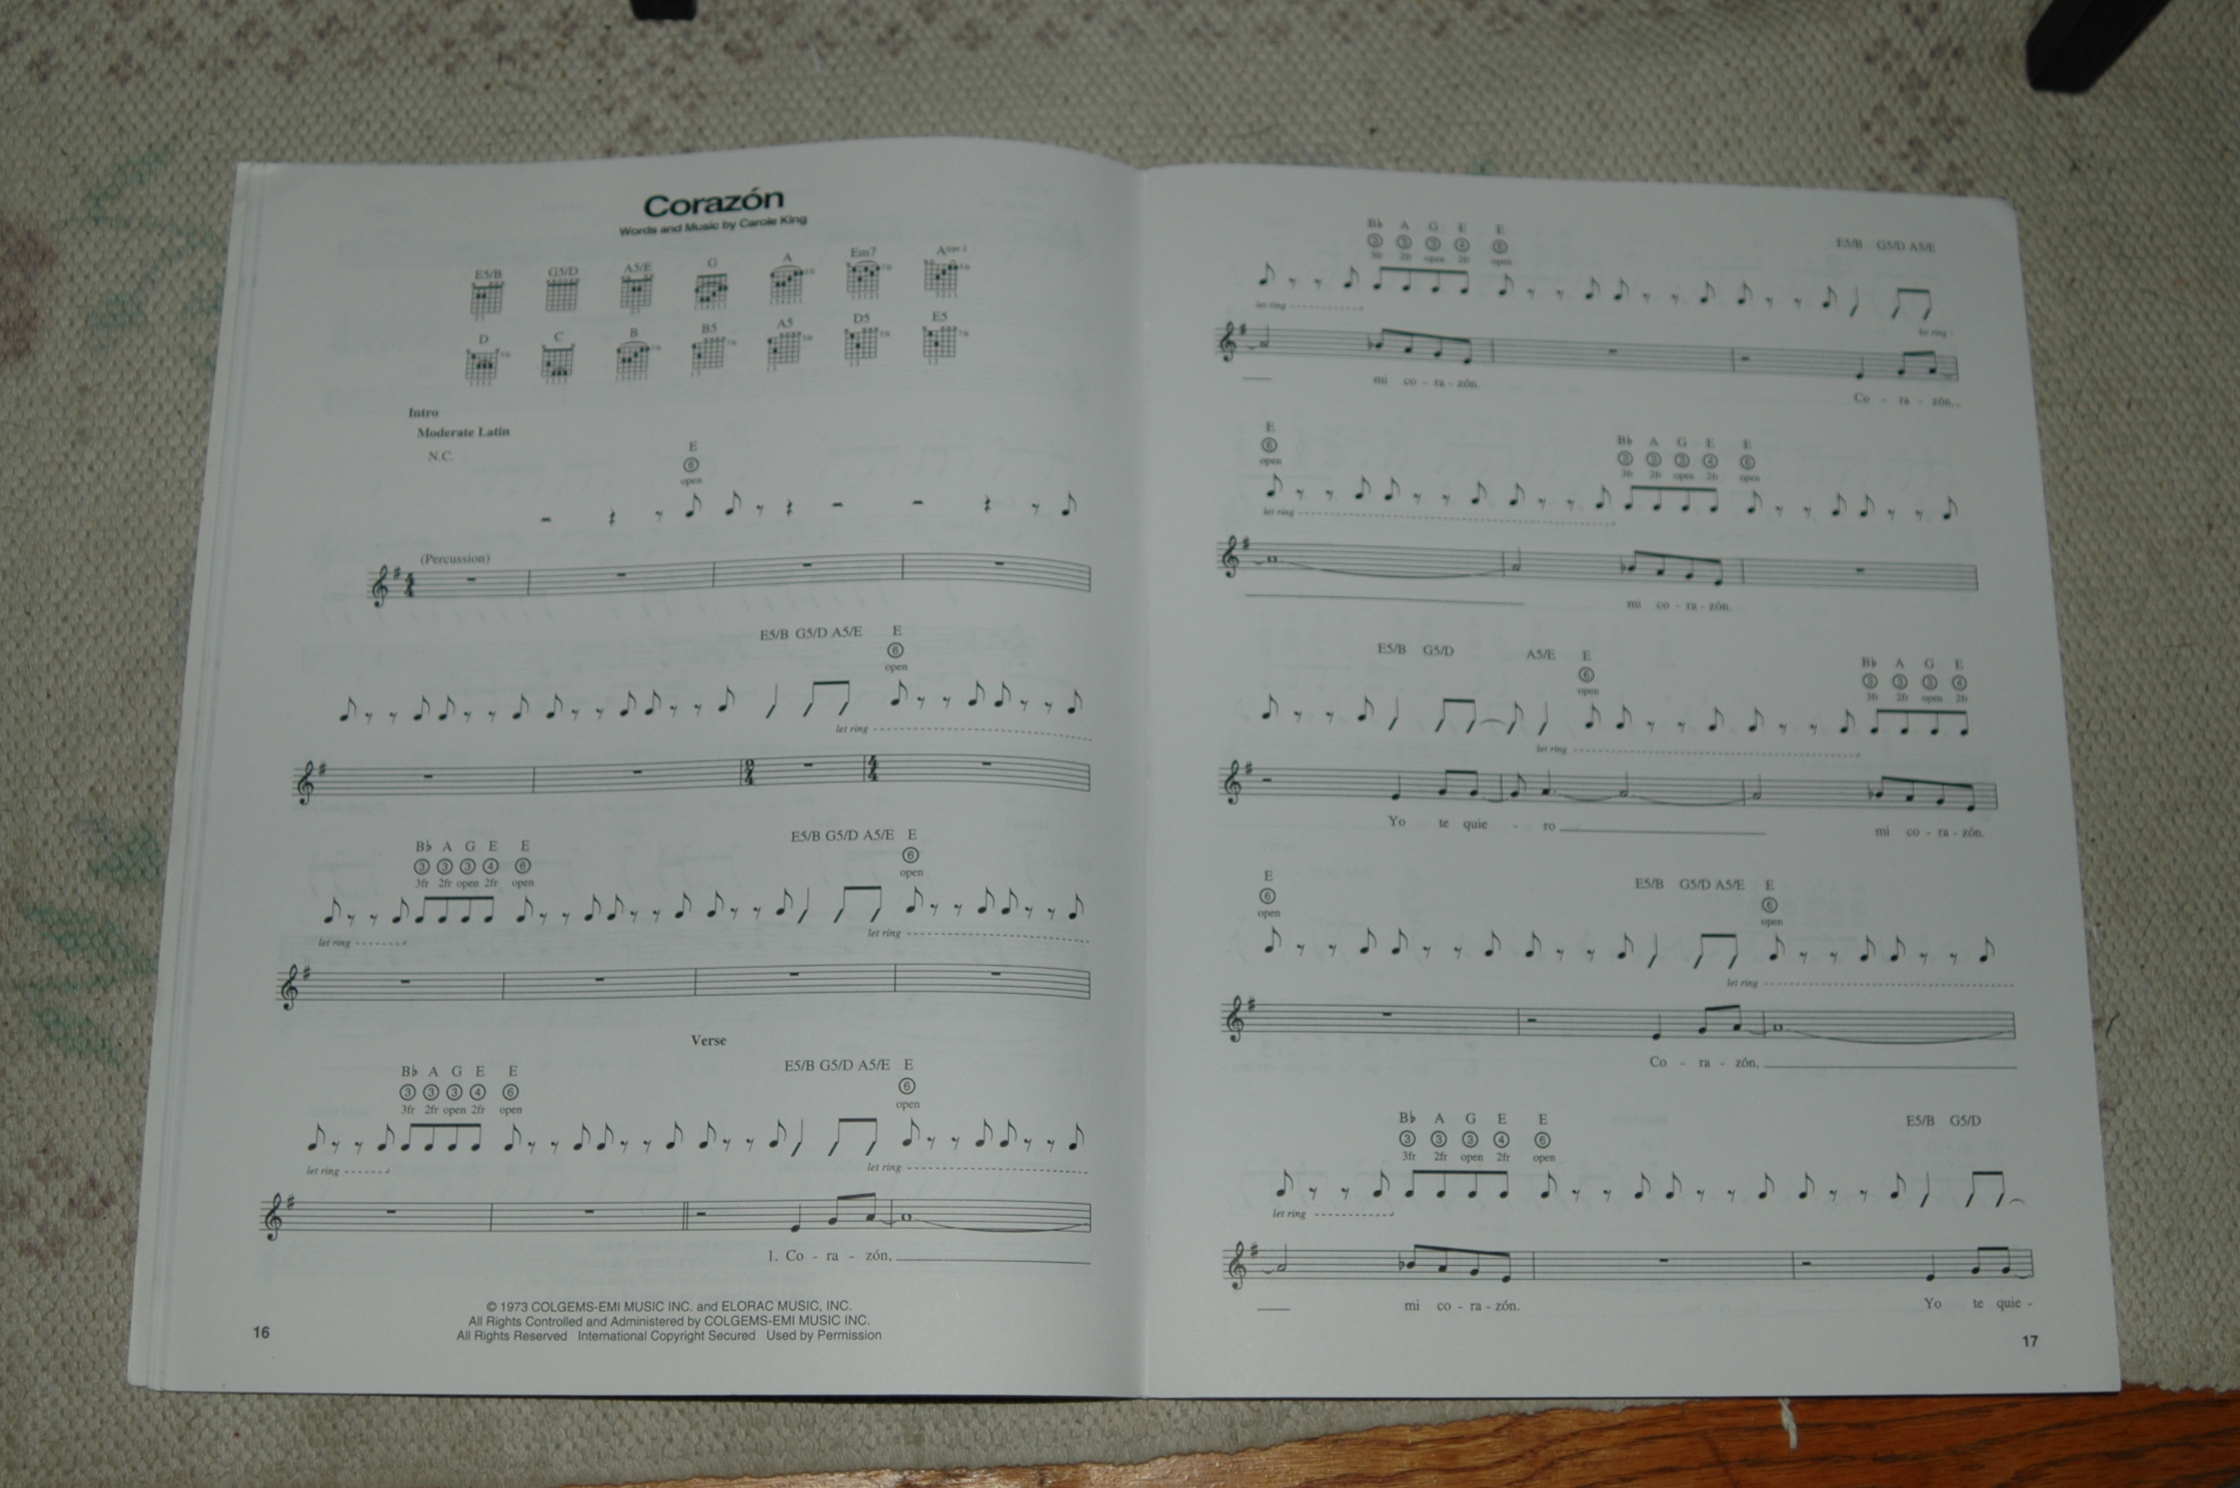 Corazón
Words and Music by Carole King
E5/B G5/D A5/E G A Em7 Asus2
D C B B5 A5 D5 E5
Intro
Moderate Latin
N.C.
E
6
open
(Percussion)
4
4
E5/B G5/D A5/E E
6
open
let ring
2
4
4
4
B♭ A G E E E5/B G5/D A5/E E
3 3 3 4 6 6
3fr 2fr open 2fr open open
let ring let ring
Verse
B♭ A G E E E5/B G5/D A5/E E
3 3 3 4 6 6
3fr 2fr open 2fr open open
let ring let ring
1. Co - ra - zón,
© 1973 COLGEMS-EMI MUSIC INC. and ELORAC MUSIC, INC.
All Rights Controlled and Administered by COLGEMS-EMI MUSIC INC.
All Rights Reserved International Copyright Secured Used by Permission
16
B♭ A G E E E5/B G5/D A5/E
3 3 3 4 6
3fr 2fr open 2fr open
let ring let ring
mi co - ra - zón. Co - ra - zón,
E B♭ A G E E
6 3 3 3 4 6
open 3fr 2fr open 2fr open
let ring
mi co - ra - zón.
E5/B G5/D A5/E E B♭ A G E
6 3 3 3 4
open 3fr 2fr open 2fr
let ring
Yo te quie - ro mi co - ra - zón.
E E5/B G5/D A5/E E
6 6
open open
let ring
Co - ra - zón,
B♭ A G E E E5/B G5/D
3 3 3 4 6
3fr 2fr open 2fr open
let ring
mi co - ra - zón. Yo te quie -
17